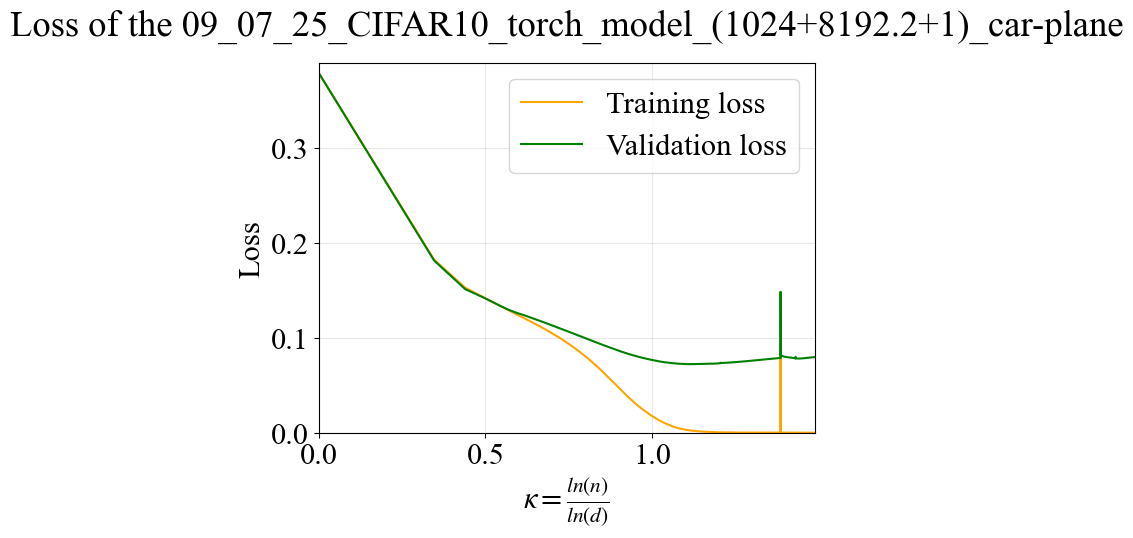 Loss of the 09_07_25_CIFAR10_torch_model_(1024+8192.2+1)_car-plane
Training loss
Validation loss
Loss
0.3
0.2
0.1
0.0
0.0 0.5 1.0
κ = ln(n)/ln(d)